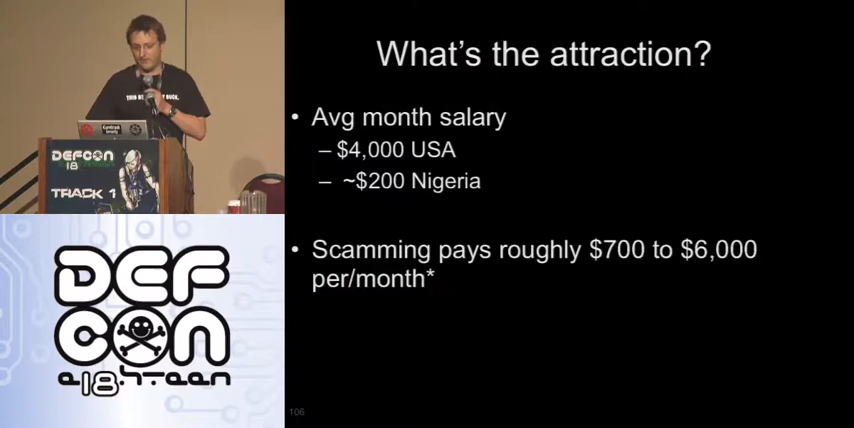 What's the attraction?
• Avg month salary
– $4,000 USA
– ~$200 Nigeria
• Scamming pays roughly $700 to $6,000
per/month*
106
DEFCON
18
TRACK 1
DEF
CON